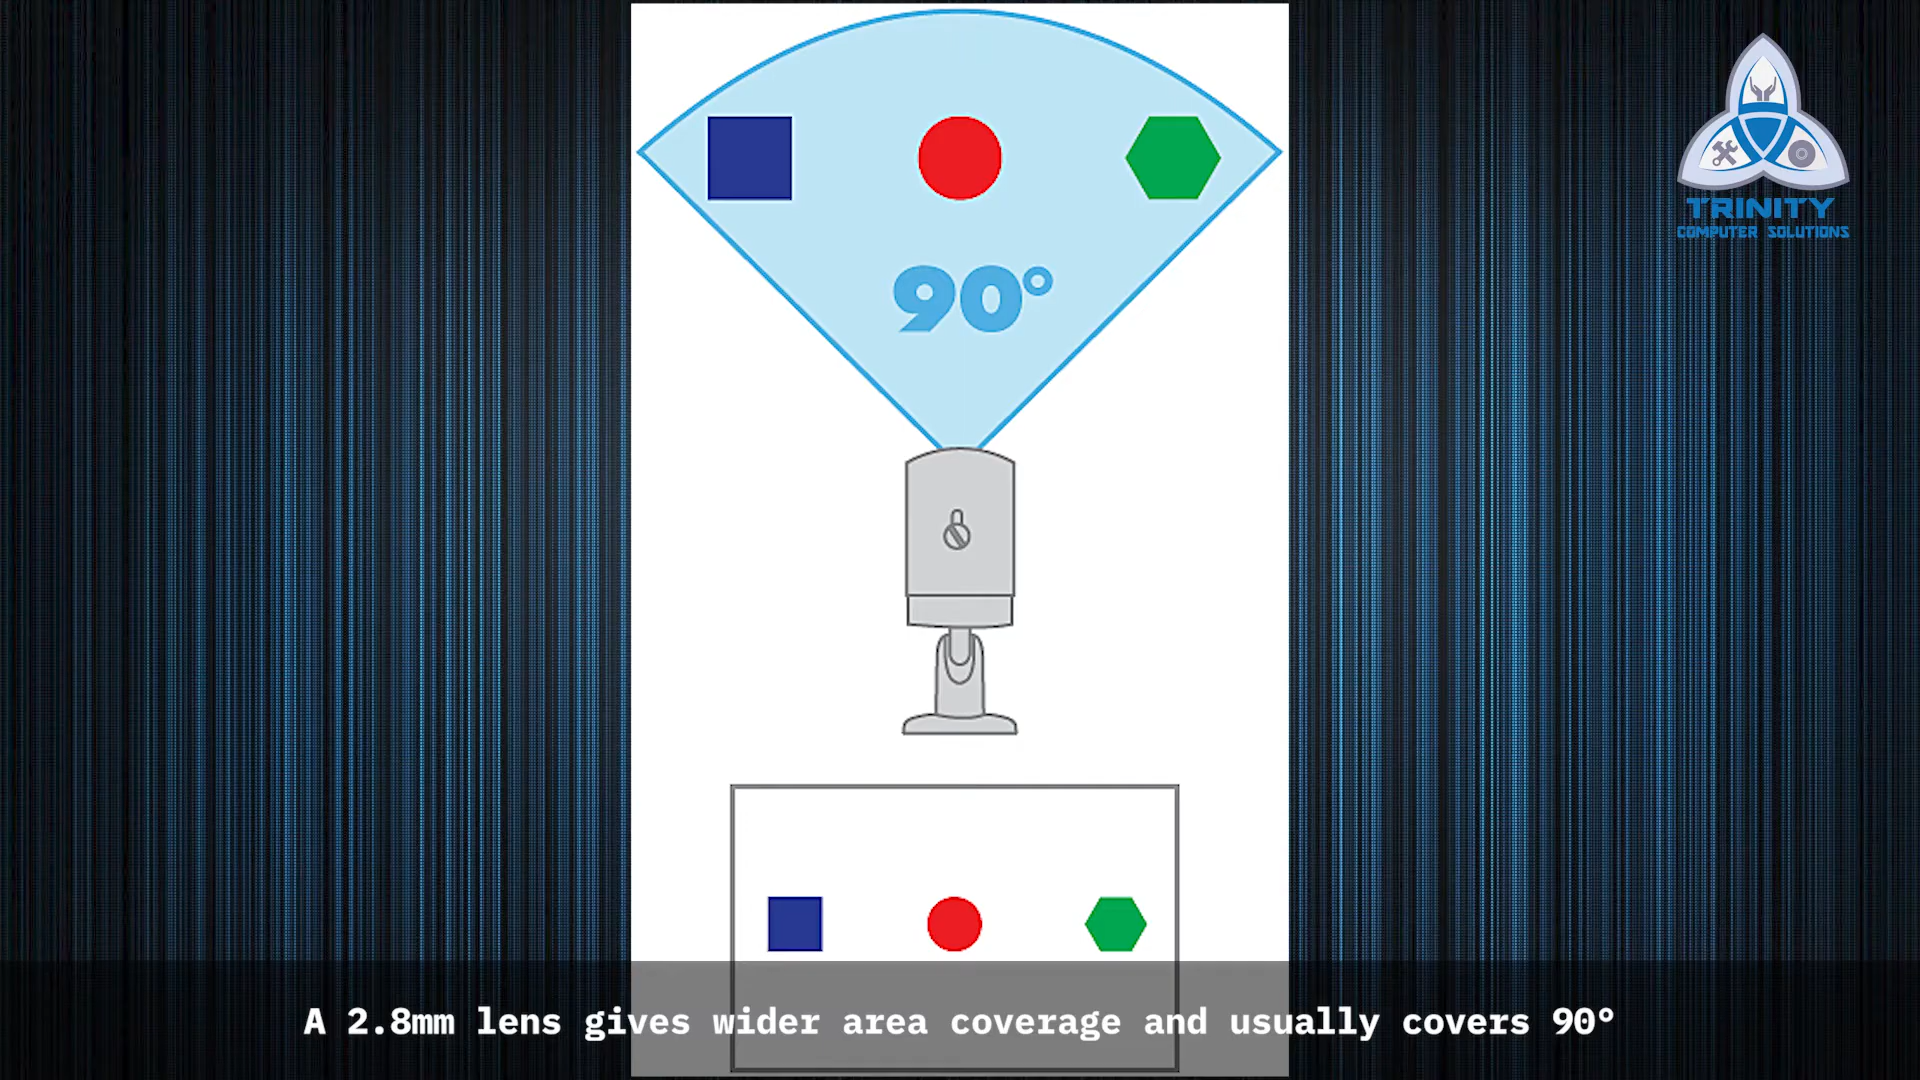 90°
TRINITY
COMPUTER SOLUTIONS
A 2.8mm lens gives wider area coverage and usually covers 90°